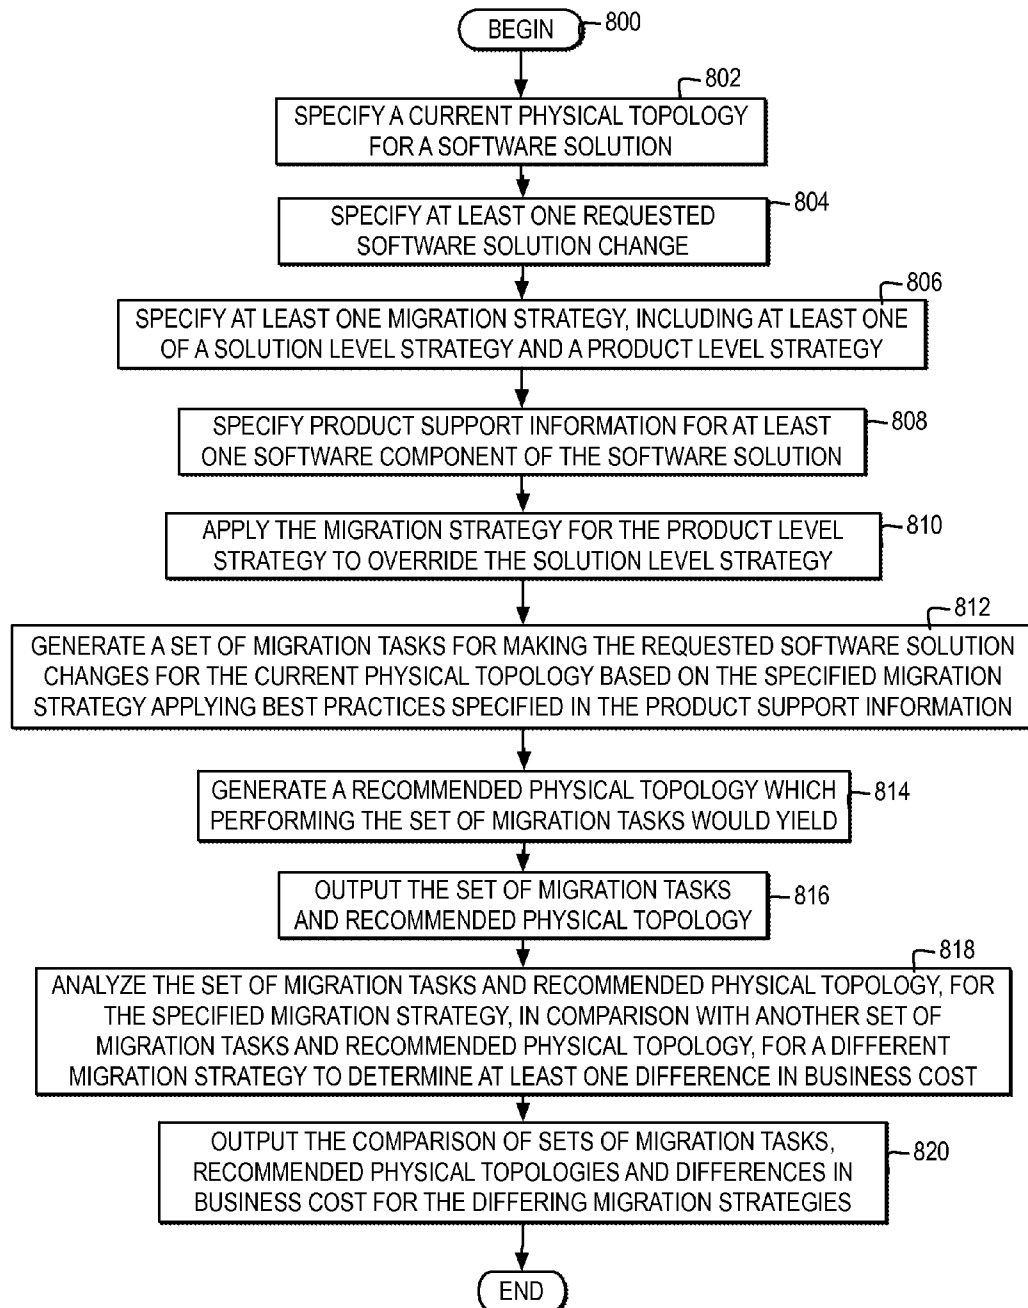 BEGIN
800
802
SPECIFY A CURRENT PHYSICAL TOPOLOGY
FOR A SOFTWARE SOLUTION
804
SPECIFY AT LEAST ONE REQUESTED
SOFTWARE SOLUTION CHANGE
806
SPECIFY AT LEAST ONE MIGRATION STRATEGY, INCLUDING AT LEAST ONE
OF A SOLUTION LEVEL STRATEGY AND A PRODUCT LEVEL STRATEGY
808
SPECIFY PRODUCT SUPPORT INFORMATION FOR AT LEAST
ONE SOFTWARE COMPONENT OF THE SOFTWARE SOLUTION
810
APPLY THE MIGRATION STRATEGY FOR THE PRODUCT LEVEL
STRATEGY TO OVERRIDE THE SOLUTION LEVEL STRATEGY
812
GENERATE A SET OF MIGRATION TASKS FOR MAKING THE REQUESTED SOFTWARE SOLUTION
CHANGES FOR THE CURRENT PHYSICAL TOPOLOGY BASED ON THE SPECIFIED MIGRATION
STRATEGY APPLYING BEST PRACTICES SPECIFIED IN THE PRODUCT SUPPORT INFORMATION
814
GENERATE A RECOMMENDED PHYSICAL TOPOLOGY WHICH
PERFORMING THE SET OF MIGRATION TASKS WOULD YIELD
816
OUTPUT THE SET OF MIGRATION TASKS
AND RECOMMENDED PHYSICAL TOPOLOGY
818
ANALYZE THE SET OF MIGRATION TASKS AND RECOMMENDED PHYSICAL TOPOLOGY, FOR
THE SPECIFIED MIGRATION STRATEGY, IN COMPARISON WITH ANOTHER SET OF
MIGRATION TASKS AND RECOMMENDED PHYSICAL TOPOLOGY, FOR A DIFFERENT
MIGRATION STRATEGY TO DETERMINE AT LEAST ONE DIFFERENCE IN BUSINESS COST
820
OUTPUT THE COMPARISON OF SETS OF MIGRATION TASKS,
RECOMMENDED PHYSICAL TOPOLOGIES AND DIFFERENCES IN
BUSINESS COST FOR THE DIFFERING MIGRATION STRATEGIES
END